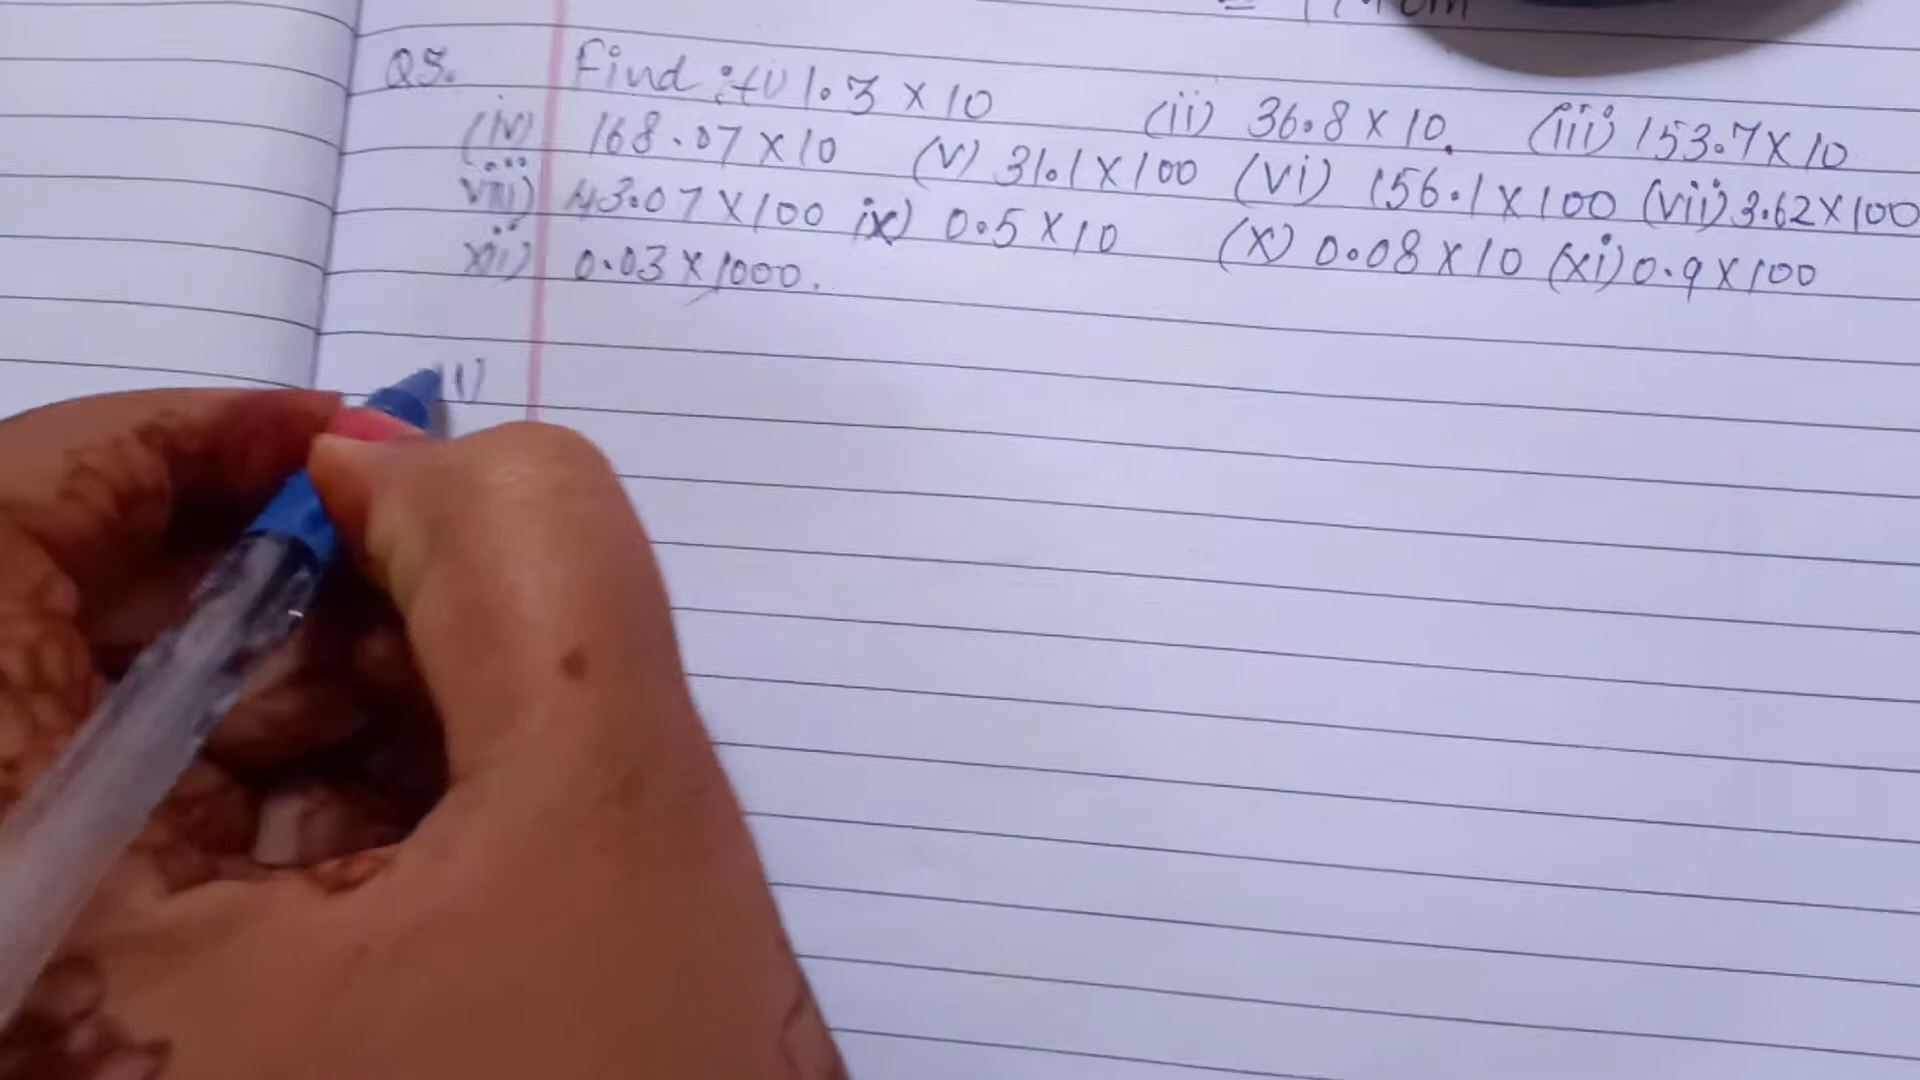 Q3. Find :- (i) 1.3 X 10 (ii) 36.8 X 10. (iii) 153.7 X 10
(iv) 168.07 X 10 (v) 31.1 X 100 (vi) 156.1 X 100 (vii) 3.62 X 100
viii) 43.07 X 100 ix) 0.5 X 10 (x) 0.08 X 10 (xi) 0.9 X 100
xii) 0.03 X 1000.